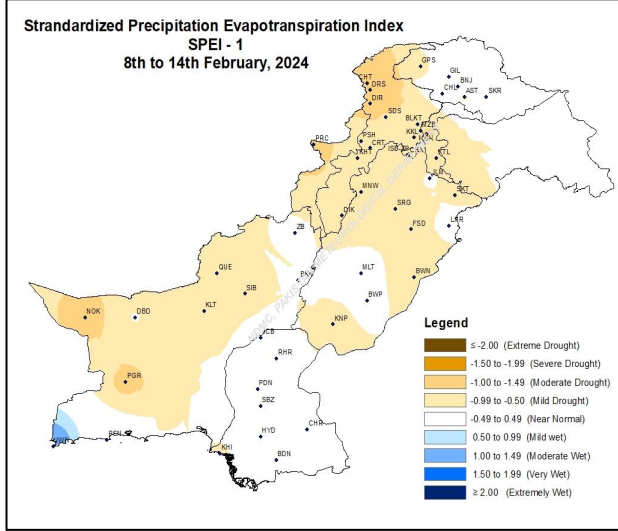 Strandardized Precipitation Evapotranspiration Index
SPEI - 1
8th to 14th February, 2024
GPS
GIL
BNJ
CHL
AST
SKR
CHT
DRS
DIR
SDS
BLKT
MZB
KKL
PRC
PSH
CRT
ISB
KTL
JLM
MNW
SKT
DIK
SRG
LHR
FSD
ZB
QUE
MLT
BWN
SIB
BWP
NOK
DBD
KLT
KNP
JCB
RHR
PGR
PDN
SBZ
HYD
CHR
KHI
BDN
Legend
≤ -2.00 (Extreme Drought)
-1.50 to -1.99 (Severe Drought)
-1.00 to -1.49 (Moderate Drought)
-0.99 to -0.50 (Mild Drought)
-0.49 to 0.49 (Near Normal)
0.50 to 0.99 (Mild wet)
1.00 to 1.49 (Moderate Wet)
1.50 to 1.99 (Very Wet)
≥ 2.00 (Extremely Wet)